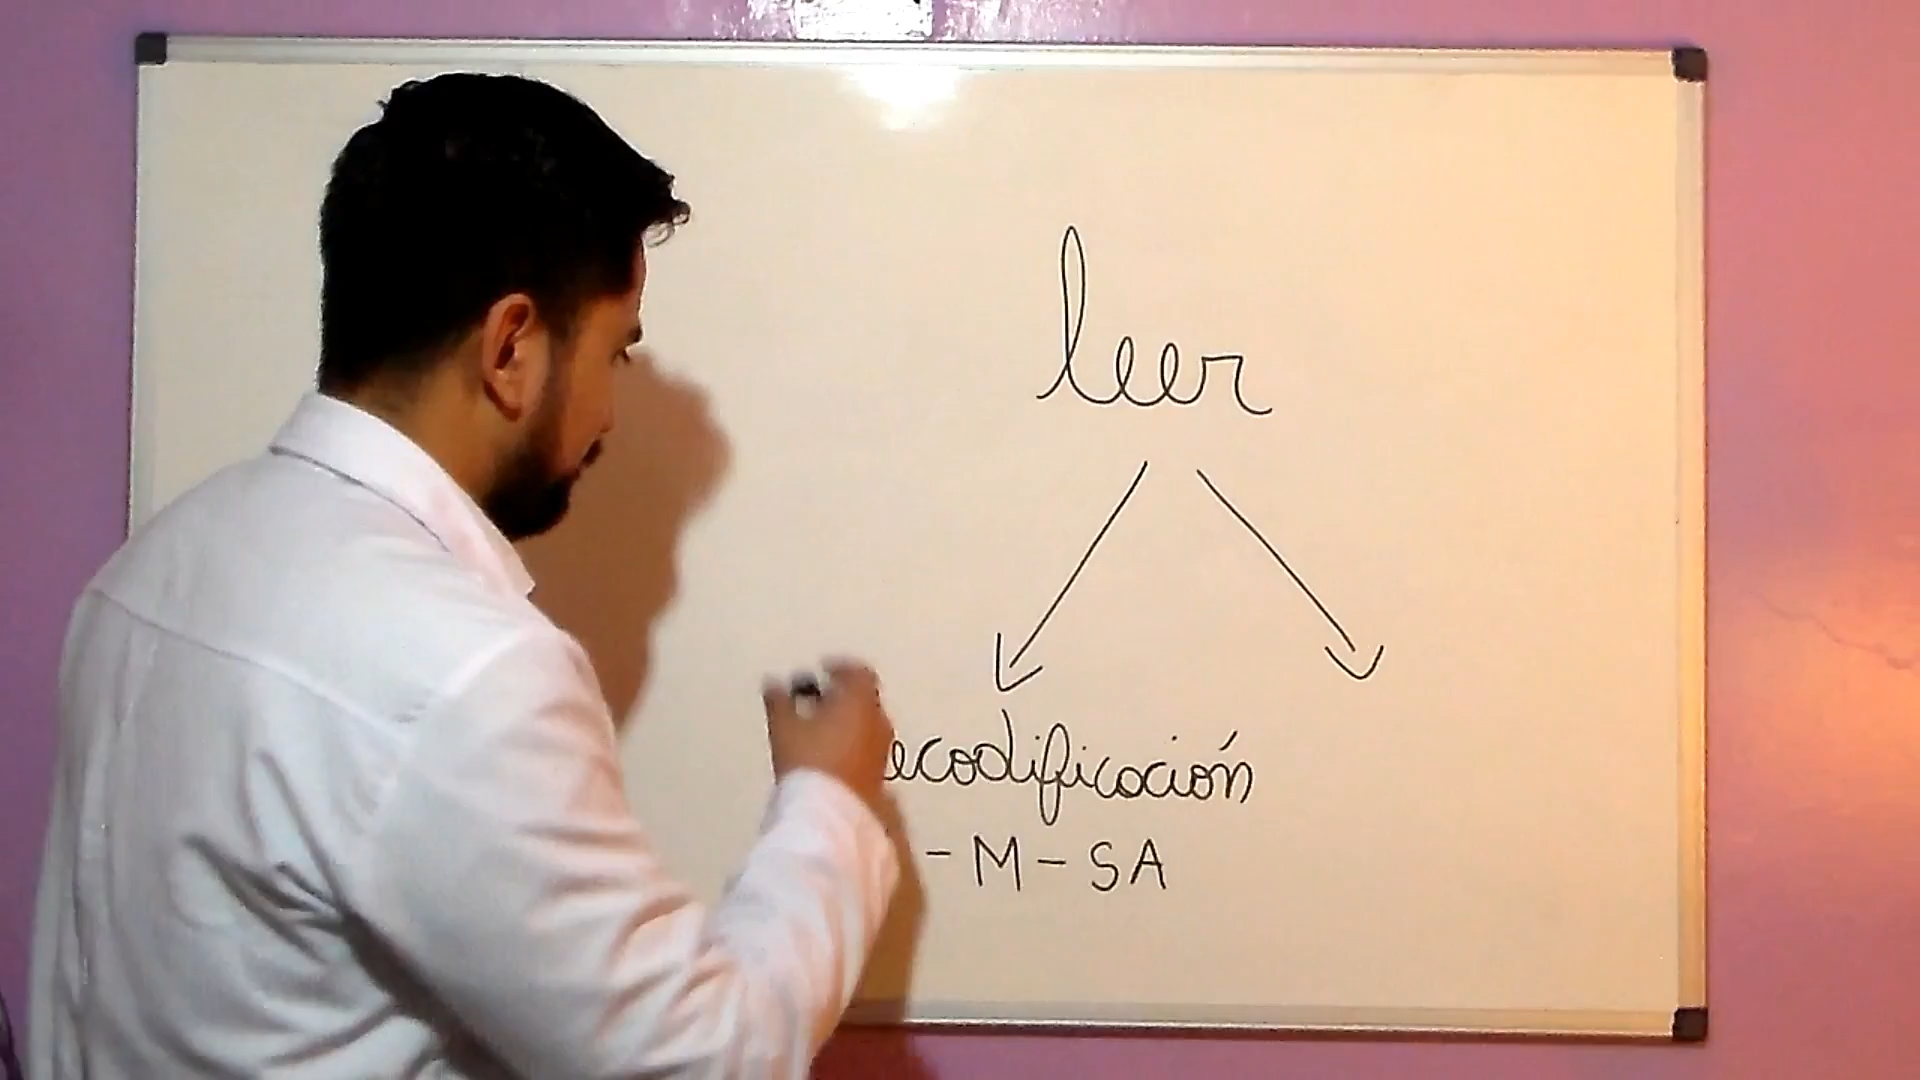 leer
ecodificación
- M - SA